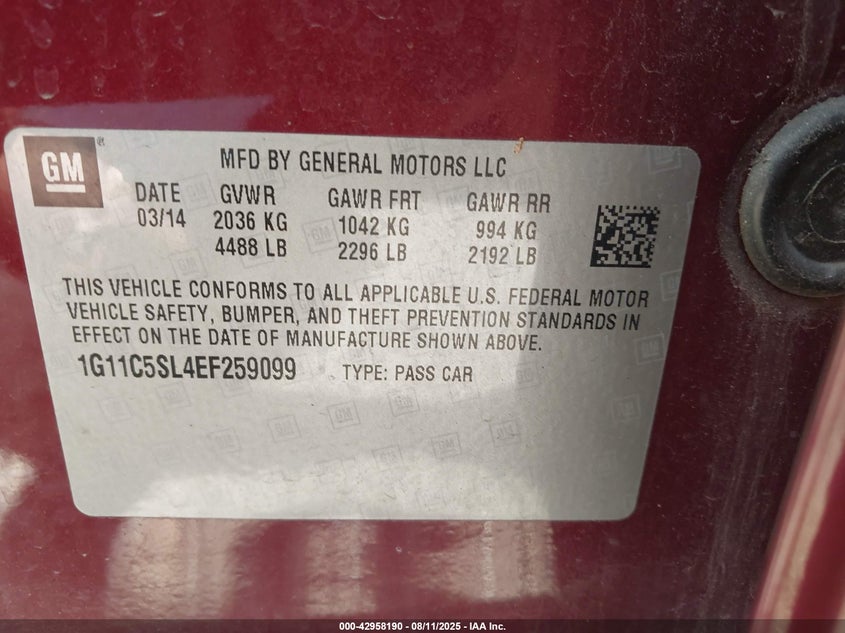 GM
®
MFD BY GENERAL MOTORS LLC
DATE GVWR GAWR FRT GAWR RR
03/14 2036 KG 1042 KG 994 KG
4488 LB 2296 LB 2192 LB
THIS VEHICLE CONFORMS TO ALL APPLICABLE U.S. FEDERAL MOTOR
VEHICLE SAFETY, BUMPER, AND THEFT PREVENTION STANDARDS IN
EFFECT ON THE DATE OF MANUFACTURE SHOWN ABOVE.
1G11C5SL4EF259099 TYPE: PASS CAR
000-42958190 - 08/11/2025 - IAA Inc.